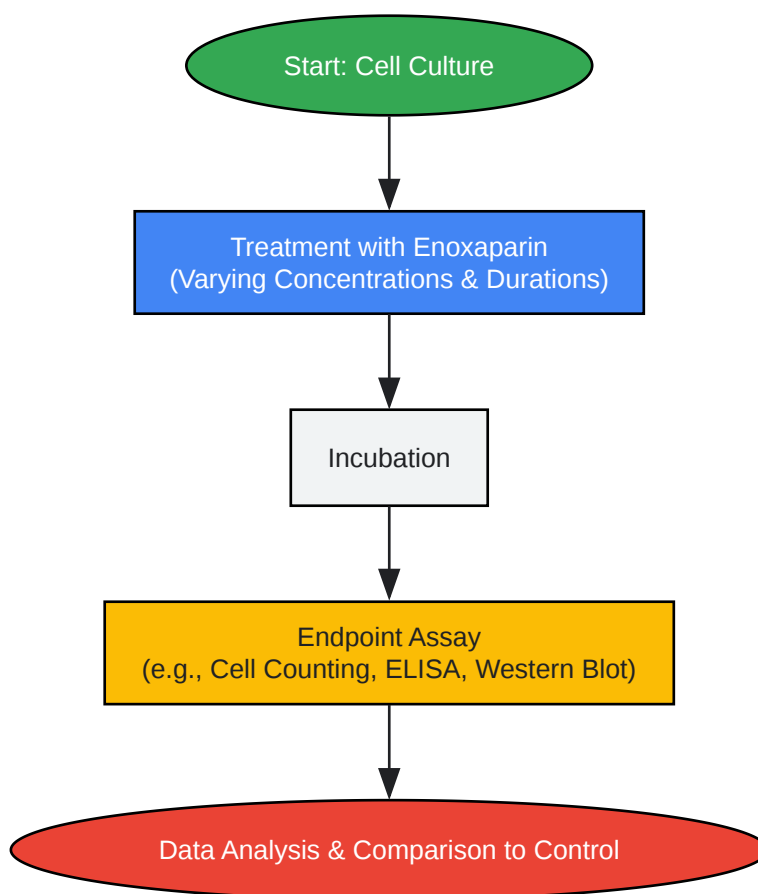 Start: Cell Culture
Treatment with Enoxaparin
(Varying Concentrations & Durations)
Incubation
Endpoint Assay
(e.g., Cell Counting, ELISA, Western Blot)
Data Analysis & Comparison to Control